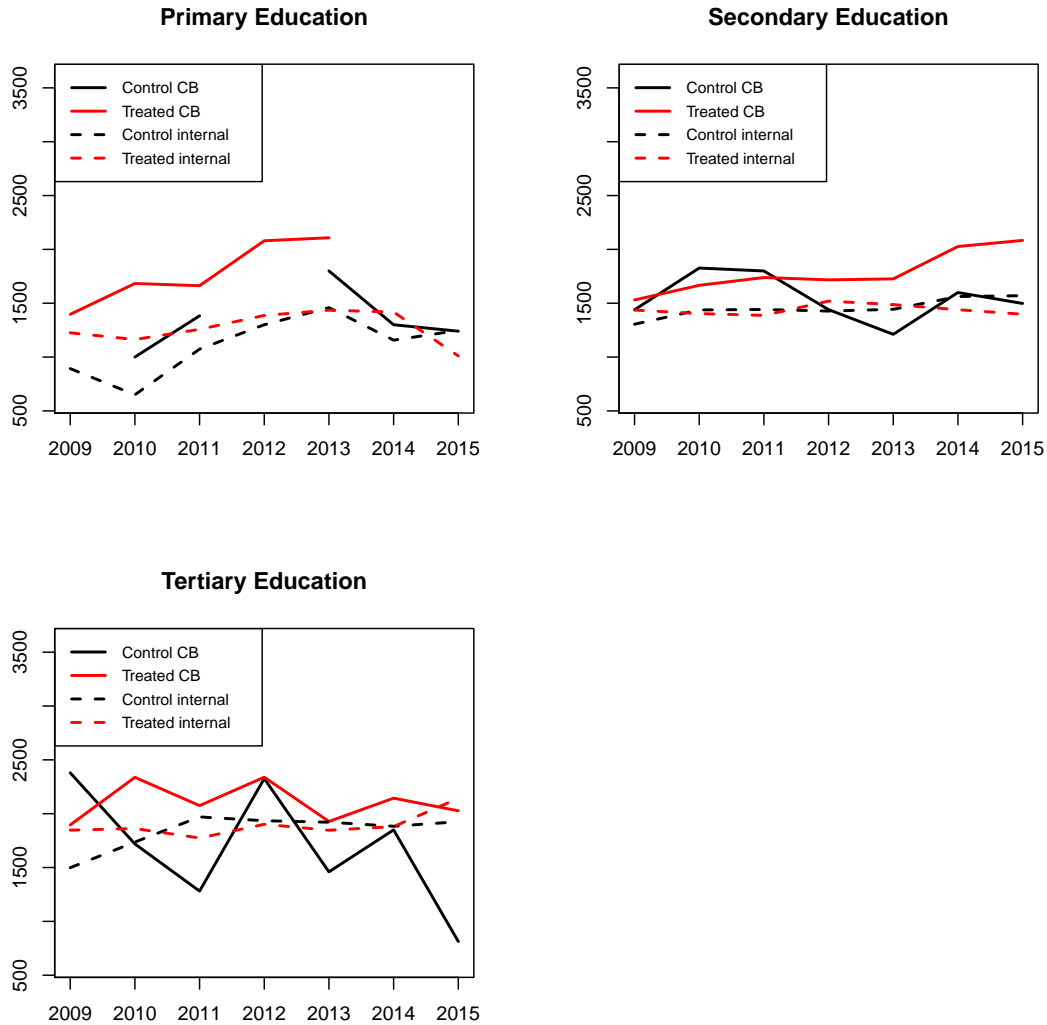 Primary Education
Control CB
Treated CB
Control internal
Treated internal
3500
2500
1500
500
2009 2010 2011 2012 2013 2014 2015
Secondary Education
Control CB
Treated CB
Control internal
Treated internal
3500
2500
1500
500
2009 2010 2011 2012 2013 2014 2015
Tertiary Education
Control CB
Treated CB
Control internal
Treated internal
3500
2500
1500
500
2009 2010 2011 2012 2013 2014 2015